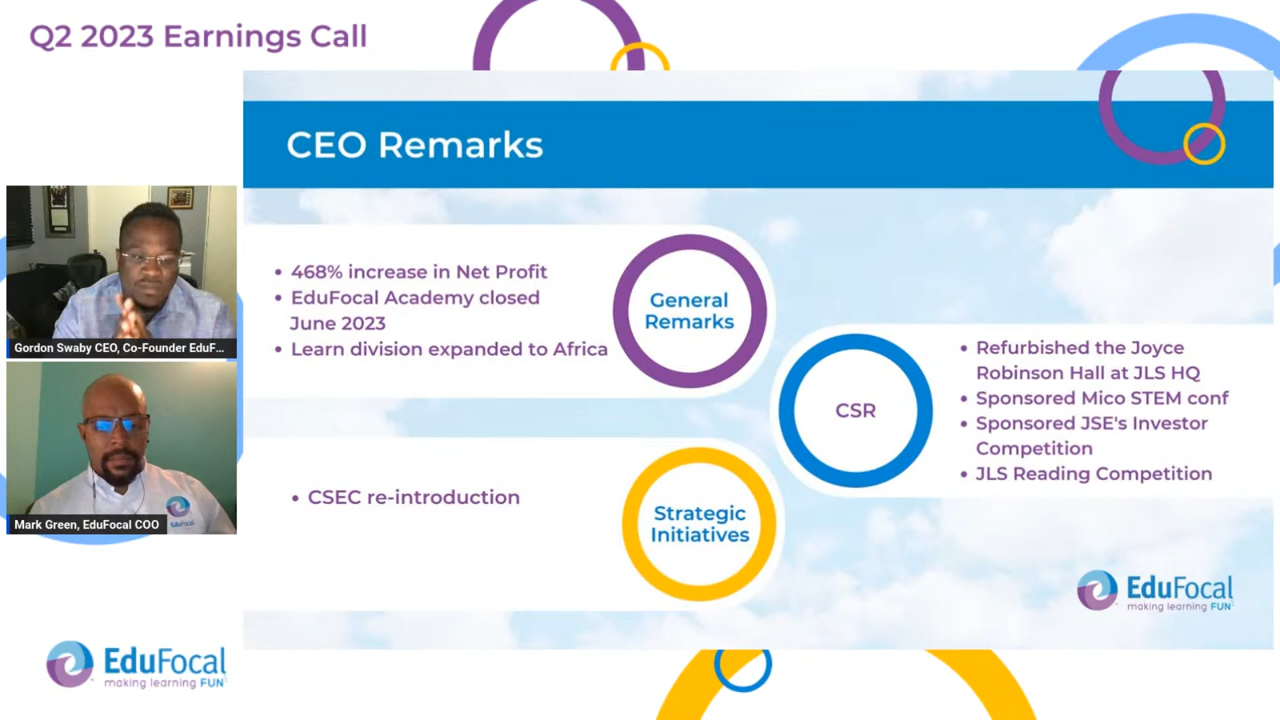 Q2 2023 Earnings Call
CEO Remarks
• 468% increase in Net Profit
• EduFocal Academy closed
June 2023
• Learn division expanded to Africa
General
Remarks
CSR
• Refurbished the Joyce
Robinson Hall at JLS HQ
• Sponsored Mico STEM conf
• Sponsored JSE's Investor
Competition
• JLS Reading Competition
• CSEC re-introduction
Strategic
Initiatives
Gordon Swaby CEO, Co-Founder EduF...
EduFocal
Mark Green, EduFocal COO
EduFocal
making learning FUN
EduFocal
making learning FUN